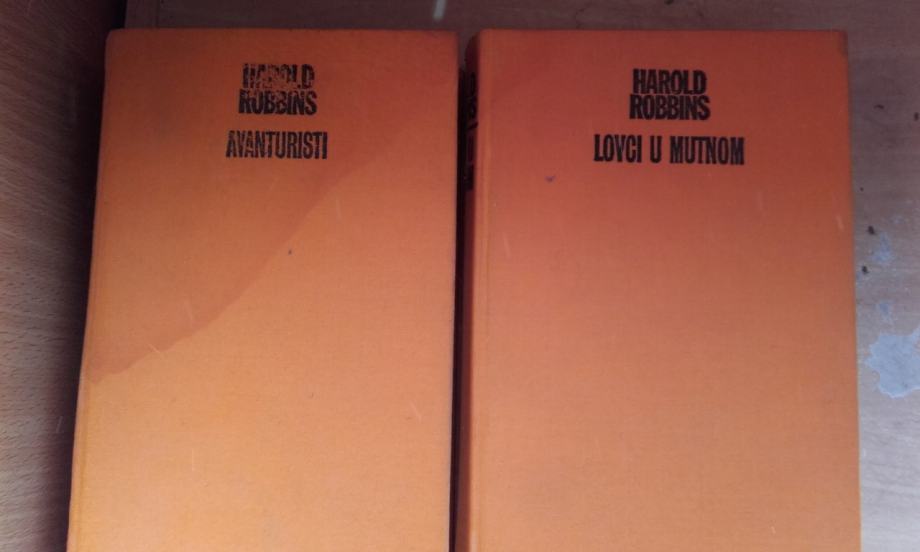 HAROLD
ROBBINS
AVANTURISTI
HAROLD
ROBBINS
LOVCI U MUTNOM